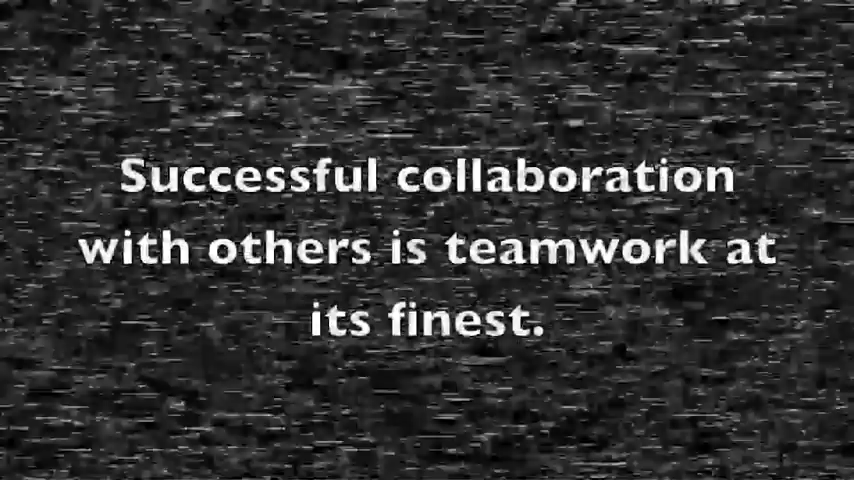 Successful collaboration
with others is teamwork at
its finest.